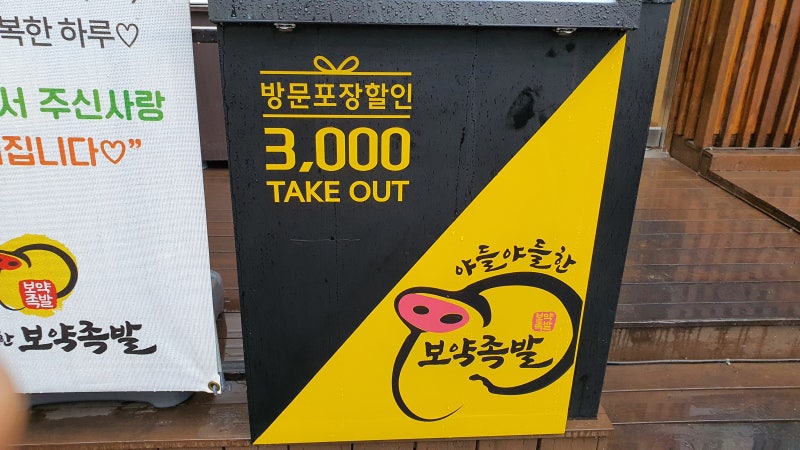 복한 하루♡
서 주신사랑
집니다♡”
보약
족발
한 보약족발
방문포장할인
3,000
TAKE OUT
야들야들한
보약
족발
보약족발